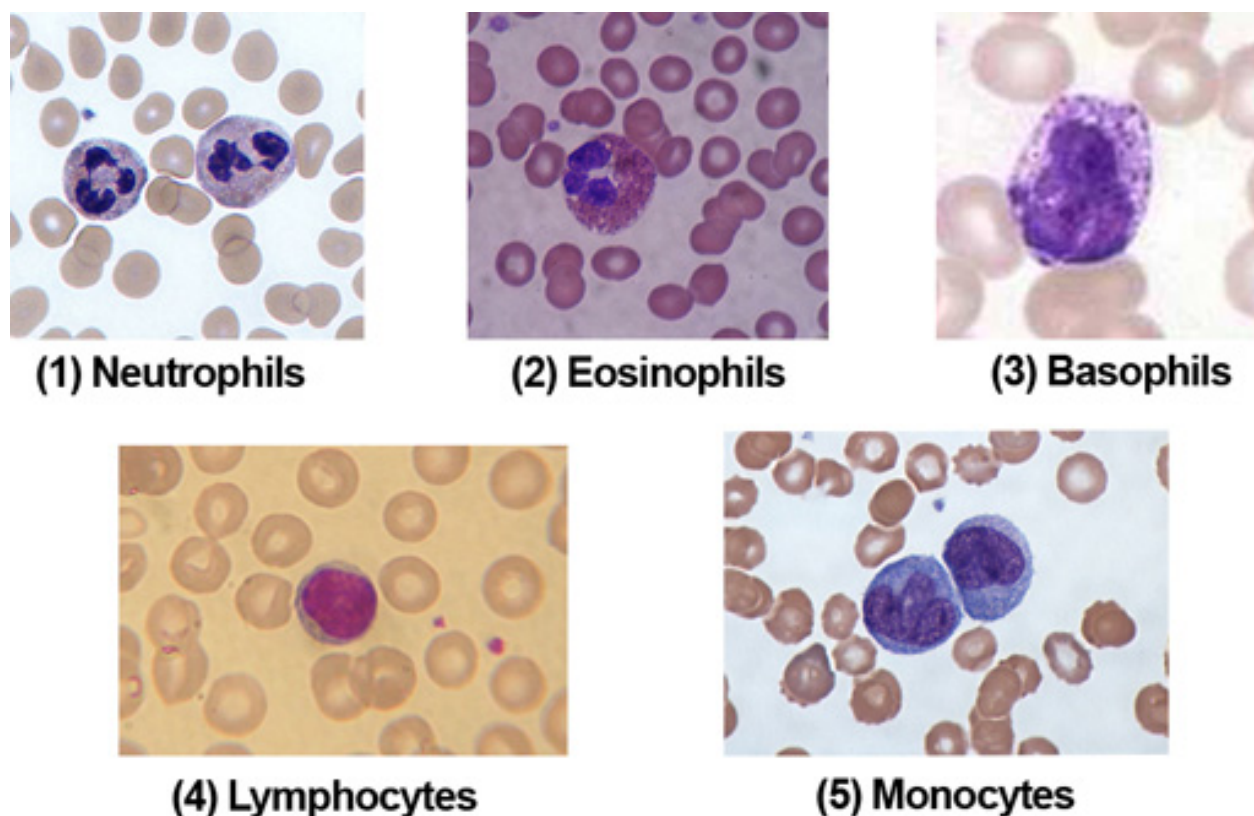 (1) Neutrophils
(2) Eosinophils
(3) Basophils
(4) Lymphocytes
(5) Monocytes